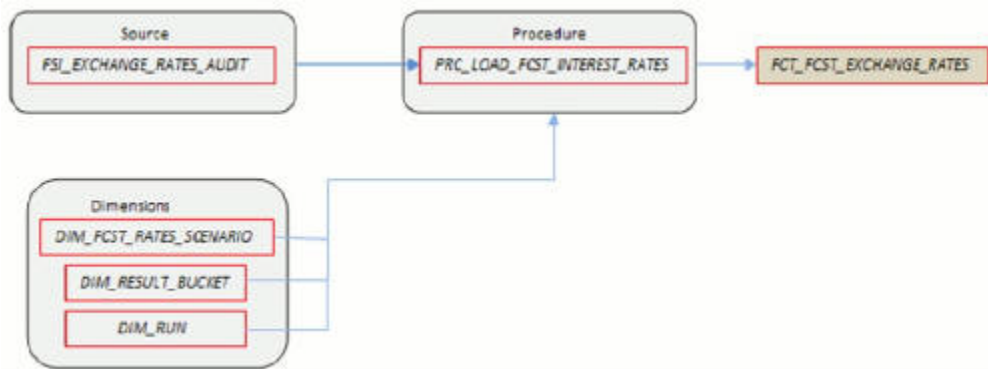 Source
FSI_EXCHANGE_RATES_AUDIT
Procedure
PRC_LOAD_FCST_INTEREST_RATES
FCT_FCST_EXCHANGE_RATES
Dimensions
DIM_FCST_RATES_SCENARIO
DIM_RESULT_BUCKET
DIM_RUN